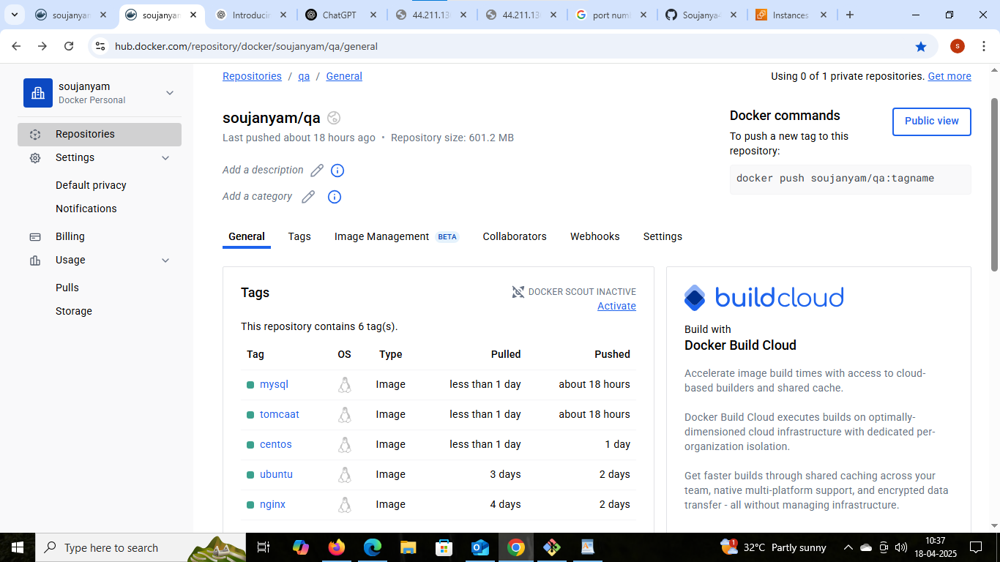 soujanyam
soujanyam
Introducin
ChatGPT
44.211.13
44.211.13
port num
Soujanya
Instances
hub.docker.com/repository/docker/soujanyam/qa/general
s
soujanyam
Docker Personal
Repositories
Settings
Default privacy
Notifications
Billing
Usage
Pulls
Storage
Repositories / qa / General
Using 0 of 1 private repositories. Get more
soujanyam/qa
Last pushed about 18 hours ago • Repository size: 601.2 MB
Add a description
Add a category
Docker commands
Public view
To push a new tag to this
repository:
docker push soujanyam/qa:tagname
General Tags Image Management BETA Collaborators Webhooks Settings
Tags
DOCKER SCOUT INACTIVE
Activate
This repository contains 6 tag(s).
Tag OS Type Pulled Pushed
mysql Image less than 1 day about 18 hours
tomcaat Image less than 1 day about 18 hours
centos Image less than 1 day 1 day
ubuntu Image 3 days 2 days
nginx Image 4 days 2 days
buildcloud
Build with
Docker Build Cloud
Accelerate image build times with access to cloud-
based builders and shared cache.
Docker Build Cloud executes builds on optimally-
dimensioned cloud infrastructure with dedicated per-
organization isolation.
Get faster builds through shared caching across your
team, native multi-platform support, and encrypted data
transfer - all without managing infrastructure.
Type here to search
1
32°C Partly sunny
10:37
18-04-2025